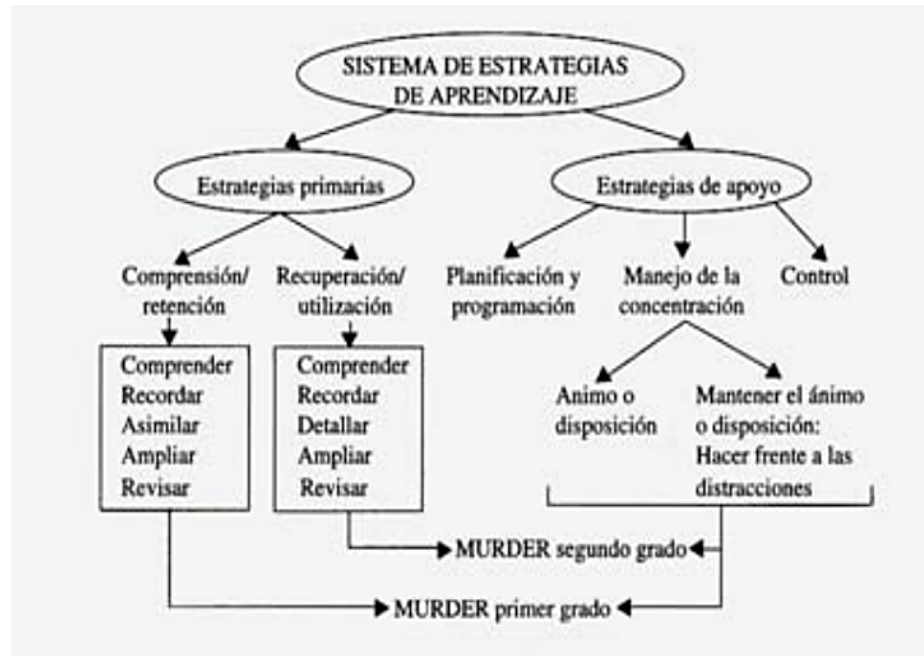 SISTEMA DE ESTRATEGIAS
DE APRENDIZAJE
Estrategias primarias
Estrategias de apoyo
Comprensión/
retención
Recuperación/
utilización
Planificación y
programación
Manejo de la
concentración
Control
Comprender
Recordar
Asimilar
Ampliar
Revisar
Comprender
Recordar
Detallar
Ampliar
Revisar
Animo o
disposición
Mantener el ánimo
o disposición:
Hacer frente a las
distracciones
MURDER segundo grado
MURDER primer grado